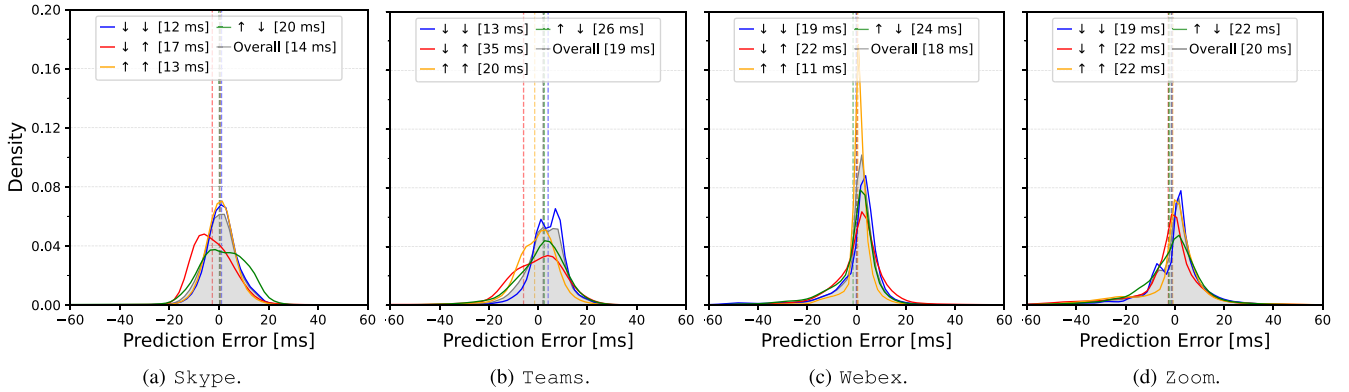 0.20
0.16
0.12
0.08
0.04
0.00
Density
↓ ↓ [12 ms]
↓ ↑ [17 ms]
↑ ↑ [13 ms]
↑ ↓ [20 ms]
Overall [14 ms]
−60 −40 −20 0 20 40 60
Prediction Error [ms]
(a) Skype.
↓ ↓ [13 ms]
↓ ↑ [35 ms]
↑ ↑ [20 ms]
↑ ↓ [26 ms]
Overall [19 ms]
−60 −40 −20 0 20 40 60
Prediction Error [ms]
(b) Teams.
↓ ↓ [19 ms]
↓ ↑ [22 ms]
↑ ↑ [11 ms]
↑ ↓ [24 ms]
Overall [18 ms]
−60 −40 −20 0 20 40 60
Prediction Error [ms]
(c) Webex.
↓ ↓ [19 ms]
↓ ↑ [22 ms]
↑ ↑ [22 ms]
↑ ↓ [22 ms]
Overall [20 ms]
−60 −40 −20 0 20 40 60
Prediction Error [ms]
(d) Zoom.